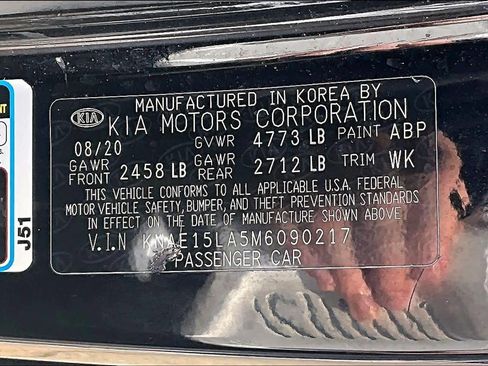 MANUFACTURED IN KOREA BY
KIA KIA MOTORS CORPORATION
08/20 GVWR 4773 LB PAINT ABP
GAWR FRONT 2458 LB GAWR REAR 2712 LB TRIM WK
THIS VEHICLE CONFORMS TO ALL APPLICABLE U.S.A. FEDERAL
MOTOR VEHICLE SAFETY, BUMPER, AND THEFT PREVENTION STANDARDS
IN EFFECT ON THE DATE OF MANUFACTURE SHOWN ABOVE.
V.I.N KNAE15LA5M6090217
PASSENGER CAR
J51